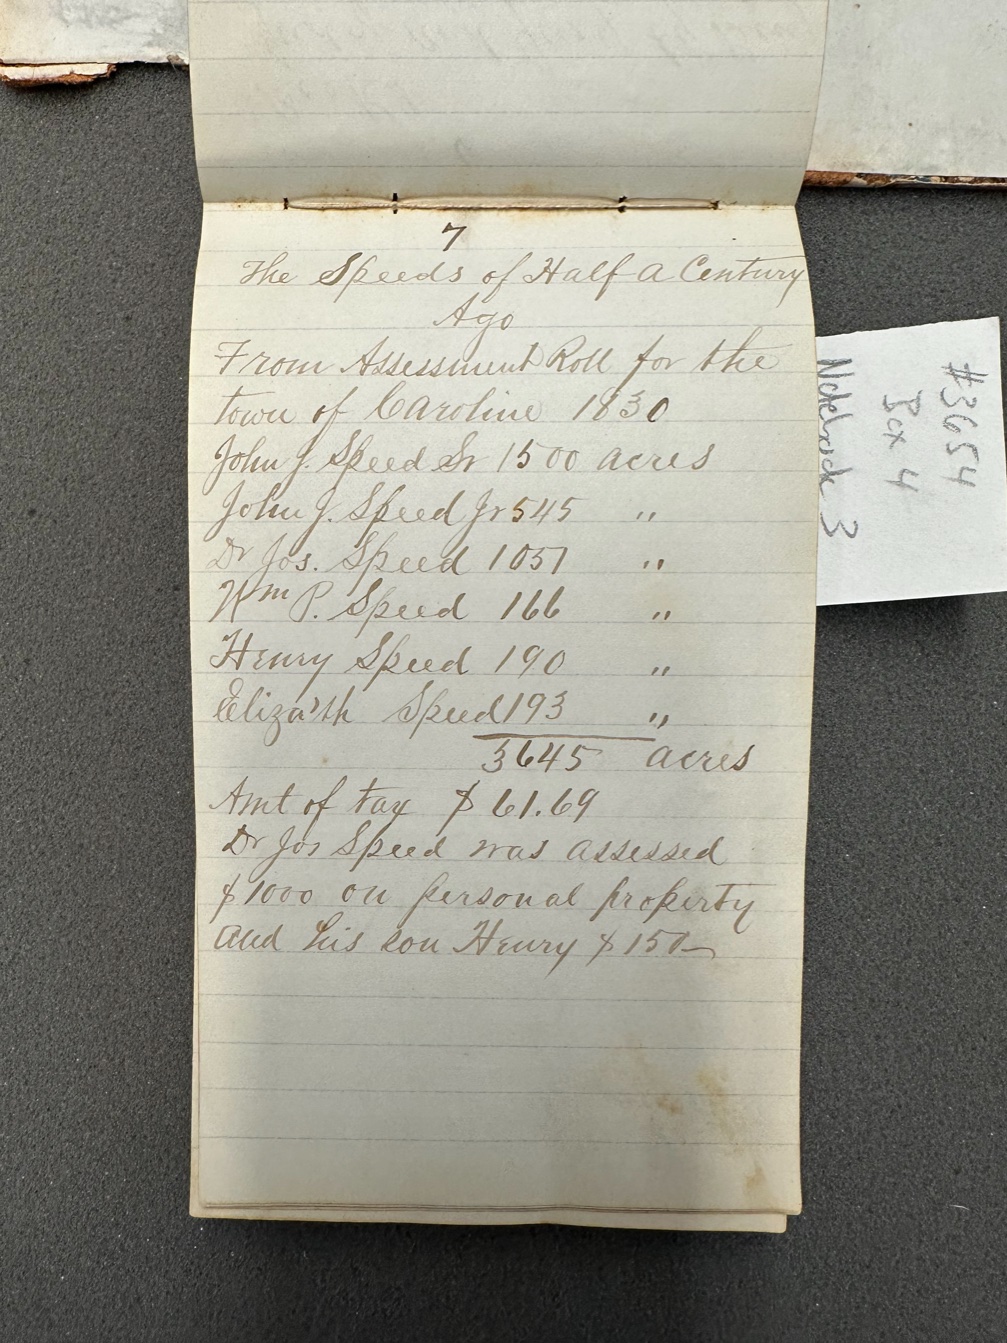 7
The Speeds of Half a Century
Ago
From Assessment Roll for the
town of Caroline 1830
John J. Speed Sr 1500 acres
John J. Speed Jr 545 "
Dr Jos. Speed 1051 "
Wm P. Speed 166 "
Henry Speed 190 "
Eliza'th Speed 193 "
3645 acres
Amt of tax $ 61.69
Dr Jos Speed was assessed
$1000 on personal property
and his son Henry $150
#3654
Box 4
Notebook 3